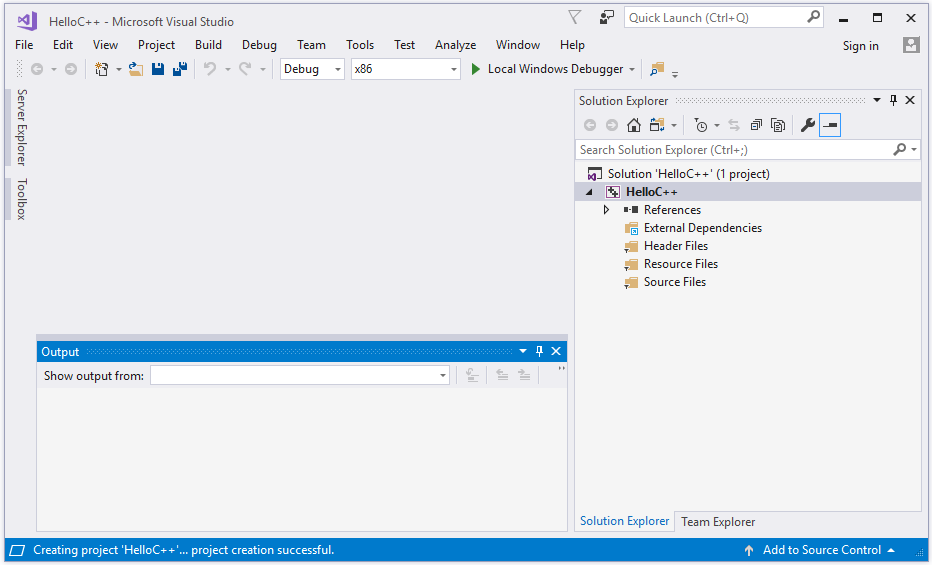 HelloC++ - Microsoft Visual Studio
Quick Launch (Ctrl+Q)
File Edit View Project Build Debug Team Tools Test Analyze Window Help
Sign in
Debug x86 Local Windows Debugger
Server Explorer
Toolbox
Solution Explorer
Search Solution Explorer (Ctrl+;)
Solution 'HelloC++' (1 project)
HelloC++
References
External Dependencies
Header Files
Resource Files
Source Files
Output
Show output from:
Solution Explorer Team Explorer
Creating project 'HelloC++'... project creation successful.
Add to Source Control